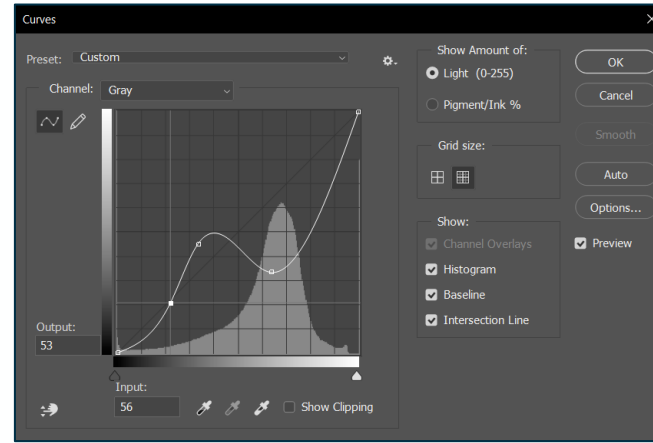 Curves
Preset: Custom
Channel: Gray
Output:
53
Input:
56
Show Clipping
Show Amount of:
Light (0-255)
Pigment/Ink %
Grid size:
Show:
Channel Overlays
Histogram
Baseline
Intersection Line
OK
Cancel
Smooth
Auto
Options...
Preview